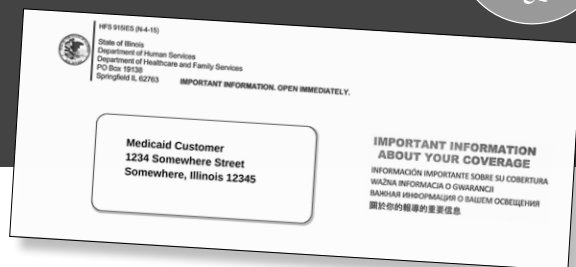 HFS 915IES (N-4-15)
State of Illinois
Department of Human Services
Department of Healthcare and Family Services
PO Box 19138
Springfield IL 62763
IMPORTANT INFORMATION. OPEN IMMEDIATELY.
Medicaid Customer
1234 Somewhere Street
Somewhere, Illinois 12345
IMPORTANT INFORMATION
ABOUT YOUR COVERAGE
INFORMACIÓN IMPORTANTE SOBRE SU COBERTURA
WAŻNA INFORMACJA O GWARANCJI
ВАЖНАЯ ИНФОРМАЦИЯ О ВАШЕМ ОСВЕЩЕНИЯ
關於你的報導的重要信息